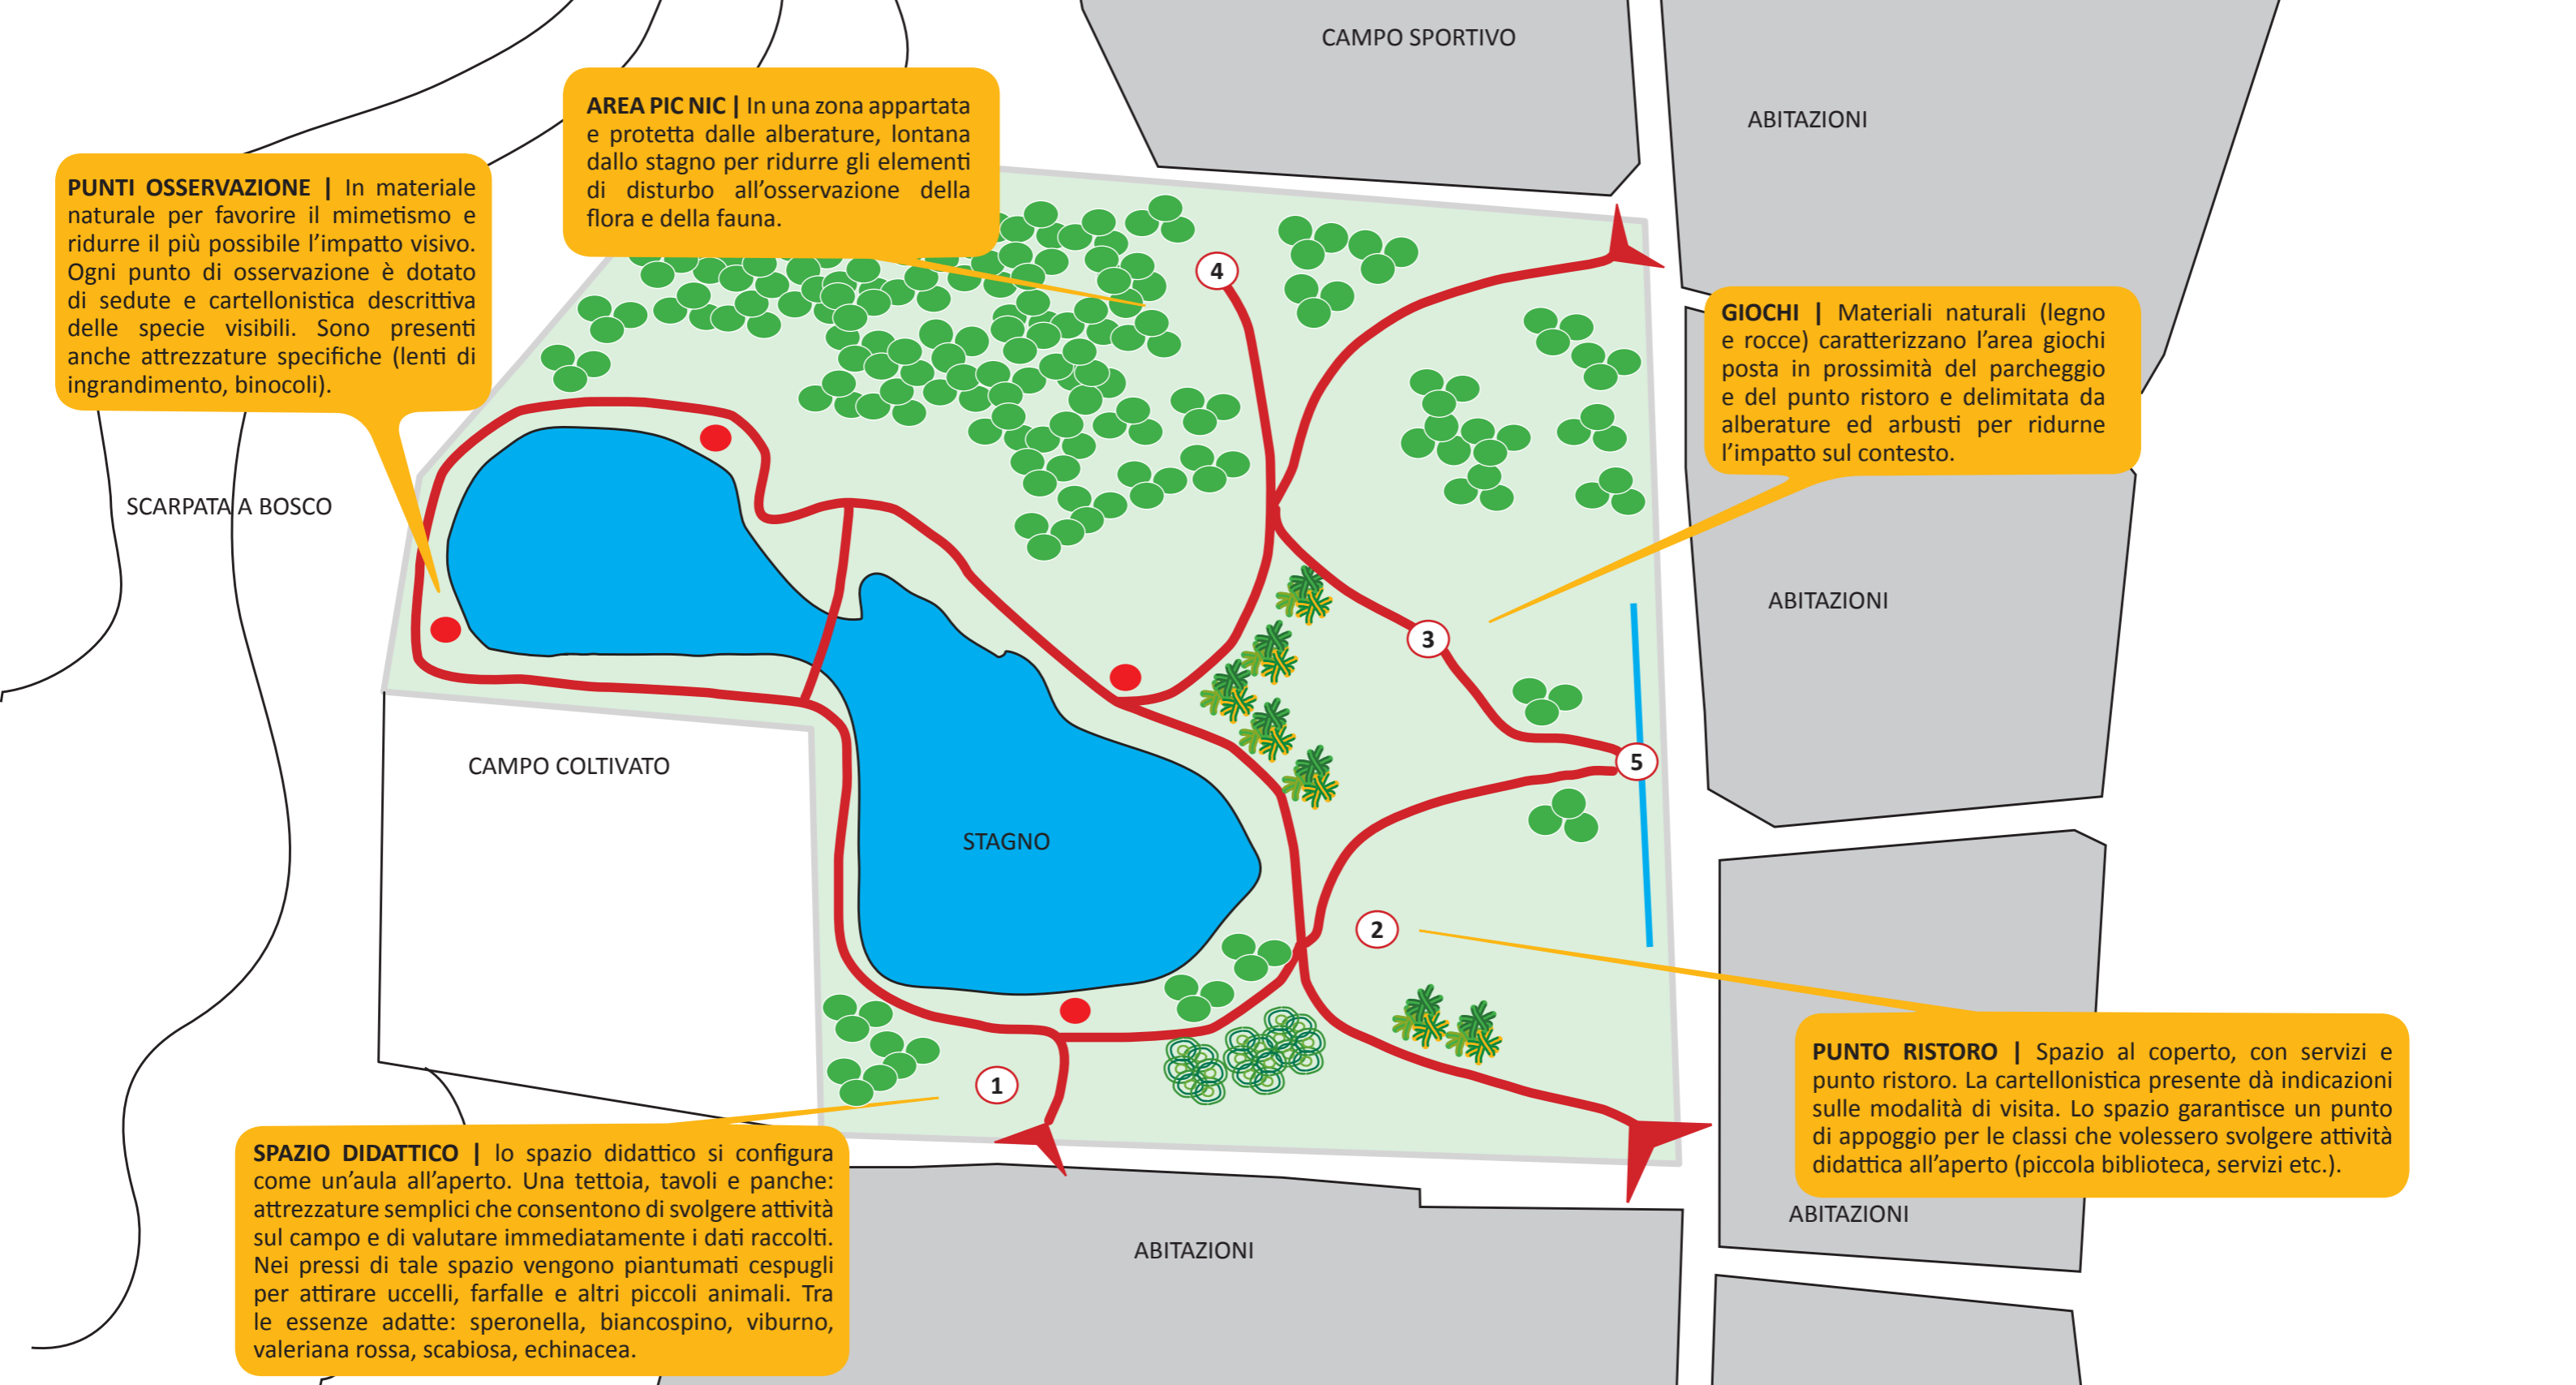 CAMPO SPORTIVO
ABITAZIONI
AREA PIC NIC | In una zona appartata
e protetta dalle alberature, lontana
dallo stagno per ridurre gli elementi
di disturbo all’osservazione della
flora e della fauna.
PUNTI OSSERVAZIONE | In materiale
naturale per favorire il mimetismo e
ridurre il più possibile l’impatto visivo.
Ogni punto di osservazione è dotato
di sedute e cartellonistica descrittiva
delle specie visibili. Sono presenti
anche attrezzature specifiche (lenti di
ingrandimento, binocoli).
4
GIOCHI | Materiali naturali (legno
e rocce) caratterizzano l’area giochi
posta in prossimità del parcheggio
e del punto ristoro e delimitata da
alberature ed arbusti per ridurne
l’impatto sul contesto.
SCARPATA A BOSCO
ABITAZIONI
3
CAMPO COLTIVATO
5
STAGNO
2
PUNTO RISTORO | Spazio al coperto, con servizi e
punto ristoro. La cartellonistica presente dà indicazioni
sulle modalità di visita. Lo spazio garantisce un punto
di appoggio per le classi che volessero svolgere attività
didattica all’aperto (piccola biblioteca, servizi etc.).
1
SPAZIO DIDATTICO | lo spazio didattico si configura
come un’aula all’aperto. Una tettoia, tavoli e panche:
attrezzature semplici che consentono di svolgere attività
sul campo e di valutare immediatamente i dati raccolti.
Nei pressi di tale spazio vengono piantumati cespugli
per attirare uccelli, farfalle e altri piccoli animali. Tra
le essenze adatte: speronella, biancospino, viburno,
valeriana rossa, scabiosa, echinacea.
ABITAZIONI
ABITAZIONI